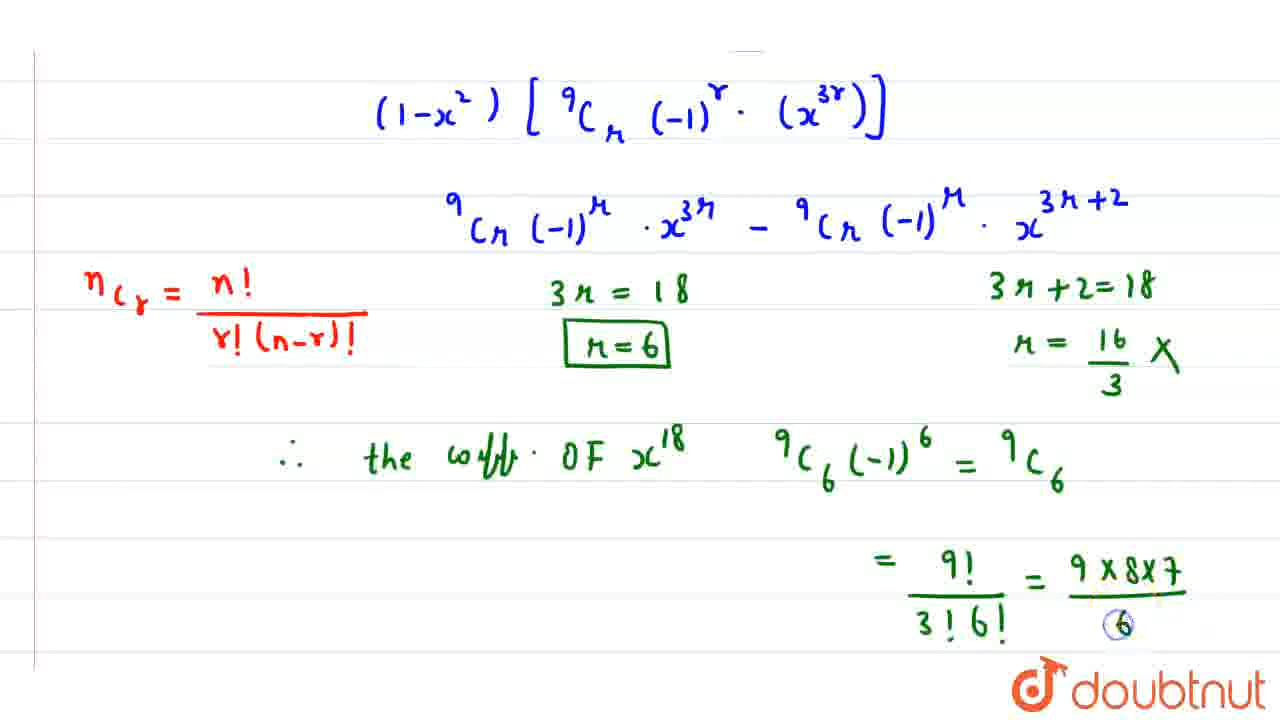 (1-x²) [ ⁹Cᵣ (-1)ʳ · (x³ʳ)]
⁹Cᵣ (-1)ʳ · x³ʳ - ⁹Cᵣ (-1)ʳ · x³ʳ⁺²
ⁿCᵣ = n! / r! (n-r)!
3r = 18
r = 6
3r + 2 = 18
r = 16/3 ×
∴ the coeff. OF x¹⁸ ⁹C₆ (-1)⁶ = ⁹C₆
= 9! / 3! 6! = 9×8×7 / 6
doubtnut